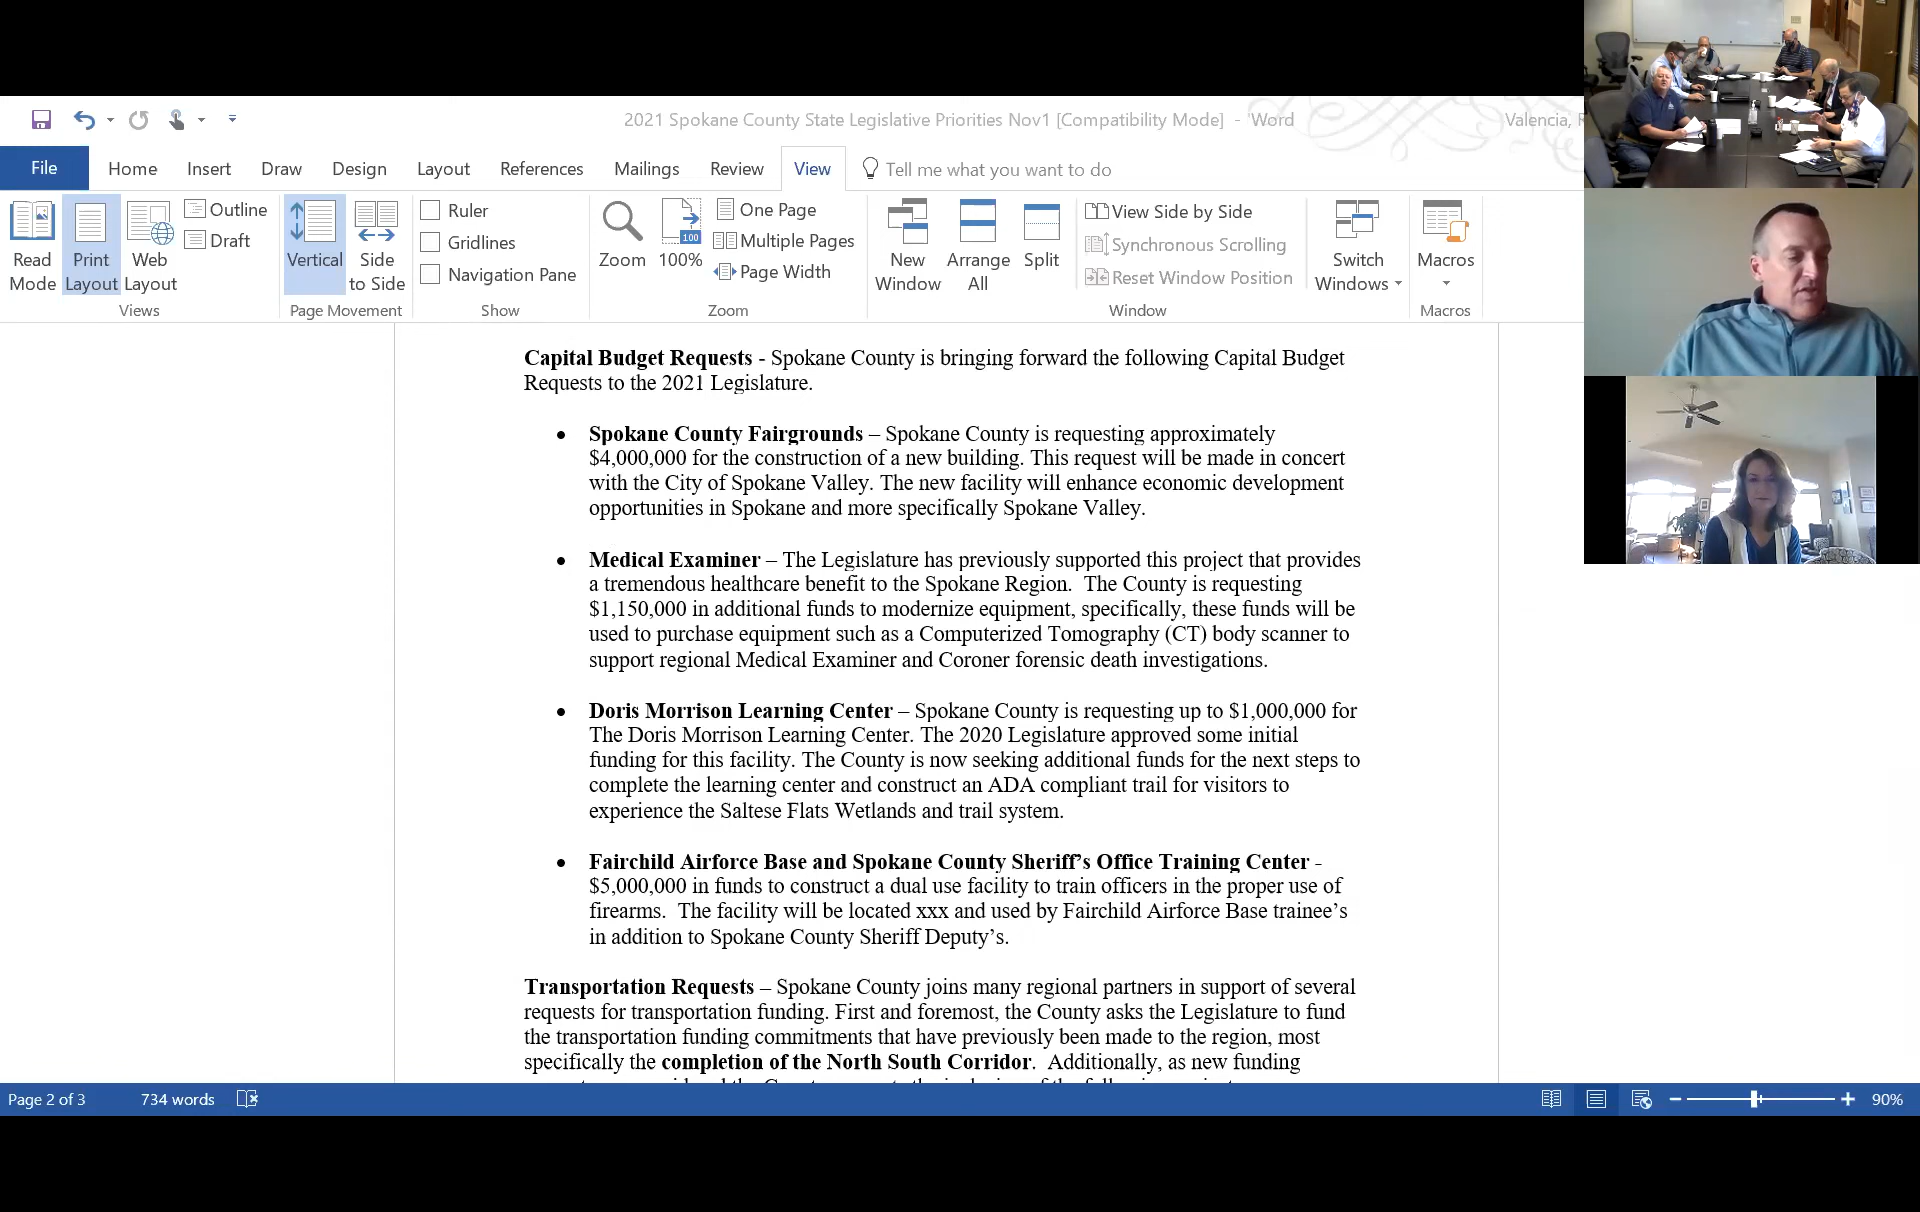 2021 Spokane County State Legislative Priorities Nov1 [Compatibility Mode] - Word
Valencia, R
File Home Insert Draw Design Layout References Mailings Review View Tell me what you want to do
Read Mode
Print Layout
Web Layout
Outline
Draft
Views
Vertical
Side to Side
Page Movement
Ruler
Gridlines
Navigation Pane
Show
Zoom
100
100%
One Page
Multiple Pages
Page Width
Zoom
New Window
Arrange All
Split
View Side by Side
Synchronous Scrolling
Reset Window Position
Window
Switch Windows
Macros
Macros
Capital Budget Requests - Spokane County is bringing forward the following Capital Budget
Requests to the 2021 Legislature.
• Spokane County Fairgrounds – Spokane County is requesting approximately
$4,000,000 for the construction of a new building. This request will be made in concert
with the City of Spokane Valley. The new facility will enhance economic development
opportunities in Spokane and more specifically Spokane Valley.
• Medical Examiner – The Legislature has previously supported this project that provides
a tremendous healthcare benefit to the Spokane Region. The County is requesting
$1,150,000 in additional funds to modernize equipment, specifically, these funds will be
used to purchase equipment such as a Computerized Tomography (CT) body scanner to
support regional Medical Examiner and Coroner forensic death investigations.
• Doris Morrison Learning Center – Spokane County is requesting up to $1,000,000 for
The Doris Morrison Learning Center. The 2020 Legislature approved some initial
funding for this facility. The County is now seeking additional funds for the next steps to
complete the learning center and construct an ADA compliant trail for visitors to
experience the Saltese Flats Wetlands and trail system.
• Fairchild Airforce Base and Spokane County Sheriff’s Office Training Center -
$5,000,000 in funds to construct a dual use facility to train officers in the proper use of
firearms. The facility will be located xxx and used by Fairchild Airforce Base trainee’s
in addition to Spokane County Sheriff Deputy’s.
Transportation Requests – Spokane County joins many regional partners in support of several
requests for transportation funding. First and foremost, the County asks the Legislature to fund
the transportation funding commitments that have previously been made to the region, most
specifically the completion of the North South Corridor. Additionally, as new funding
Page 2 of 3 734 words 90%